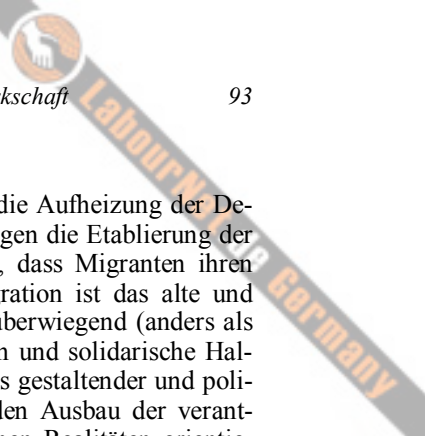 kschaft 93
LabourNet.de Germany
die Aufheizung der De-
gen die Etablierung der
, dass Migranten ihren
ration ist das alte und
überwiegend (anders als
n und solidarische Hal-
s gestaltender und poli-
den Ausbau der verant-